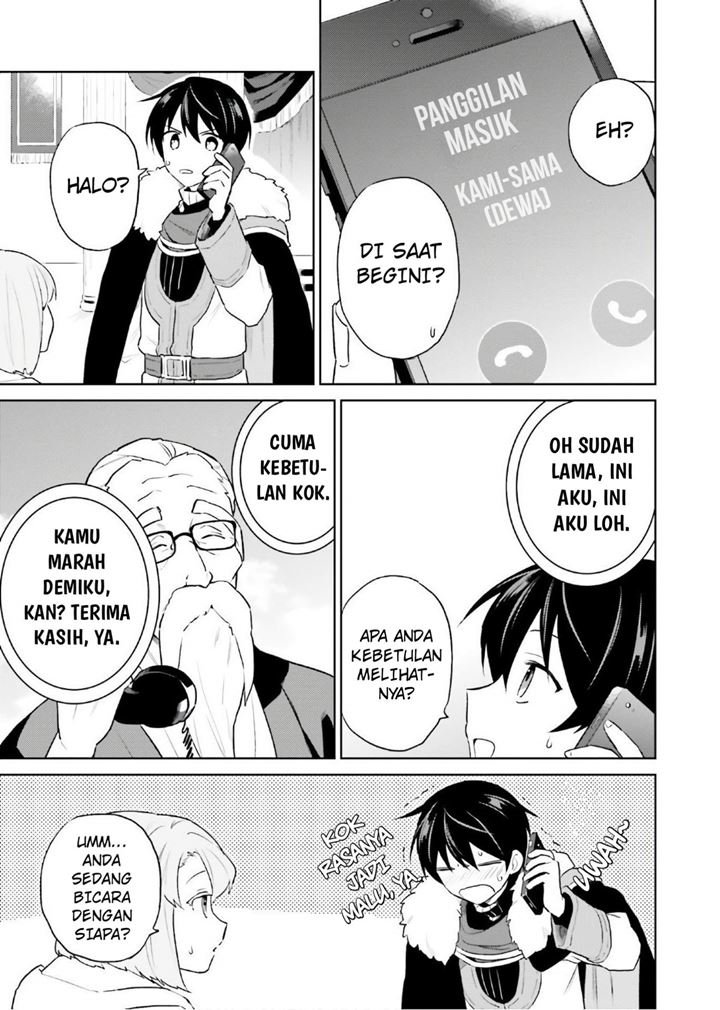 EH?
PANGGILAN
MASUK
KAMI-SAMA
(DEWA)
DI SAAT
BEGINI?
HALO?
OH SUDAH
LAMA, INI
AKU, INI
AKU LOH.
APA ANDA
KEBETULAN
MELIHAT-
NYA?
CUMA
KEBETU-
LAN KOK.
KAMU
MARAH
DEMIKU,
KAN? TERIMA
KASIH, YA.
UWAH~
KOK
RASANYA
JADI
MALU, YA.
UMM...
ANDA
SEDANG
BICARA
DENGAN
SIAPA?